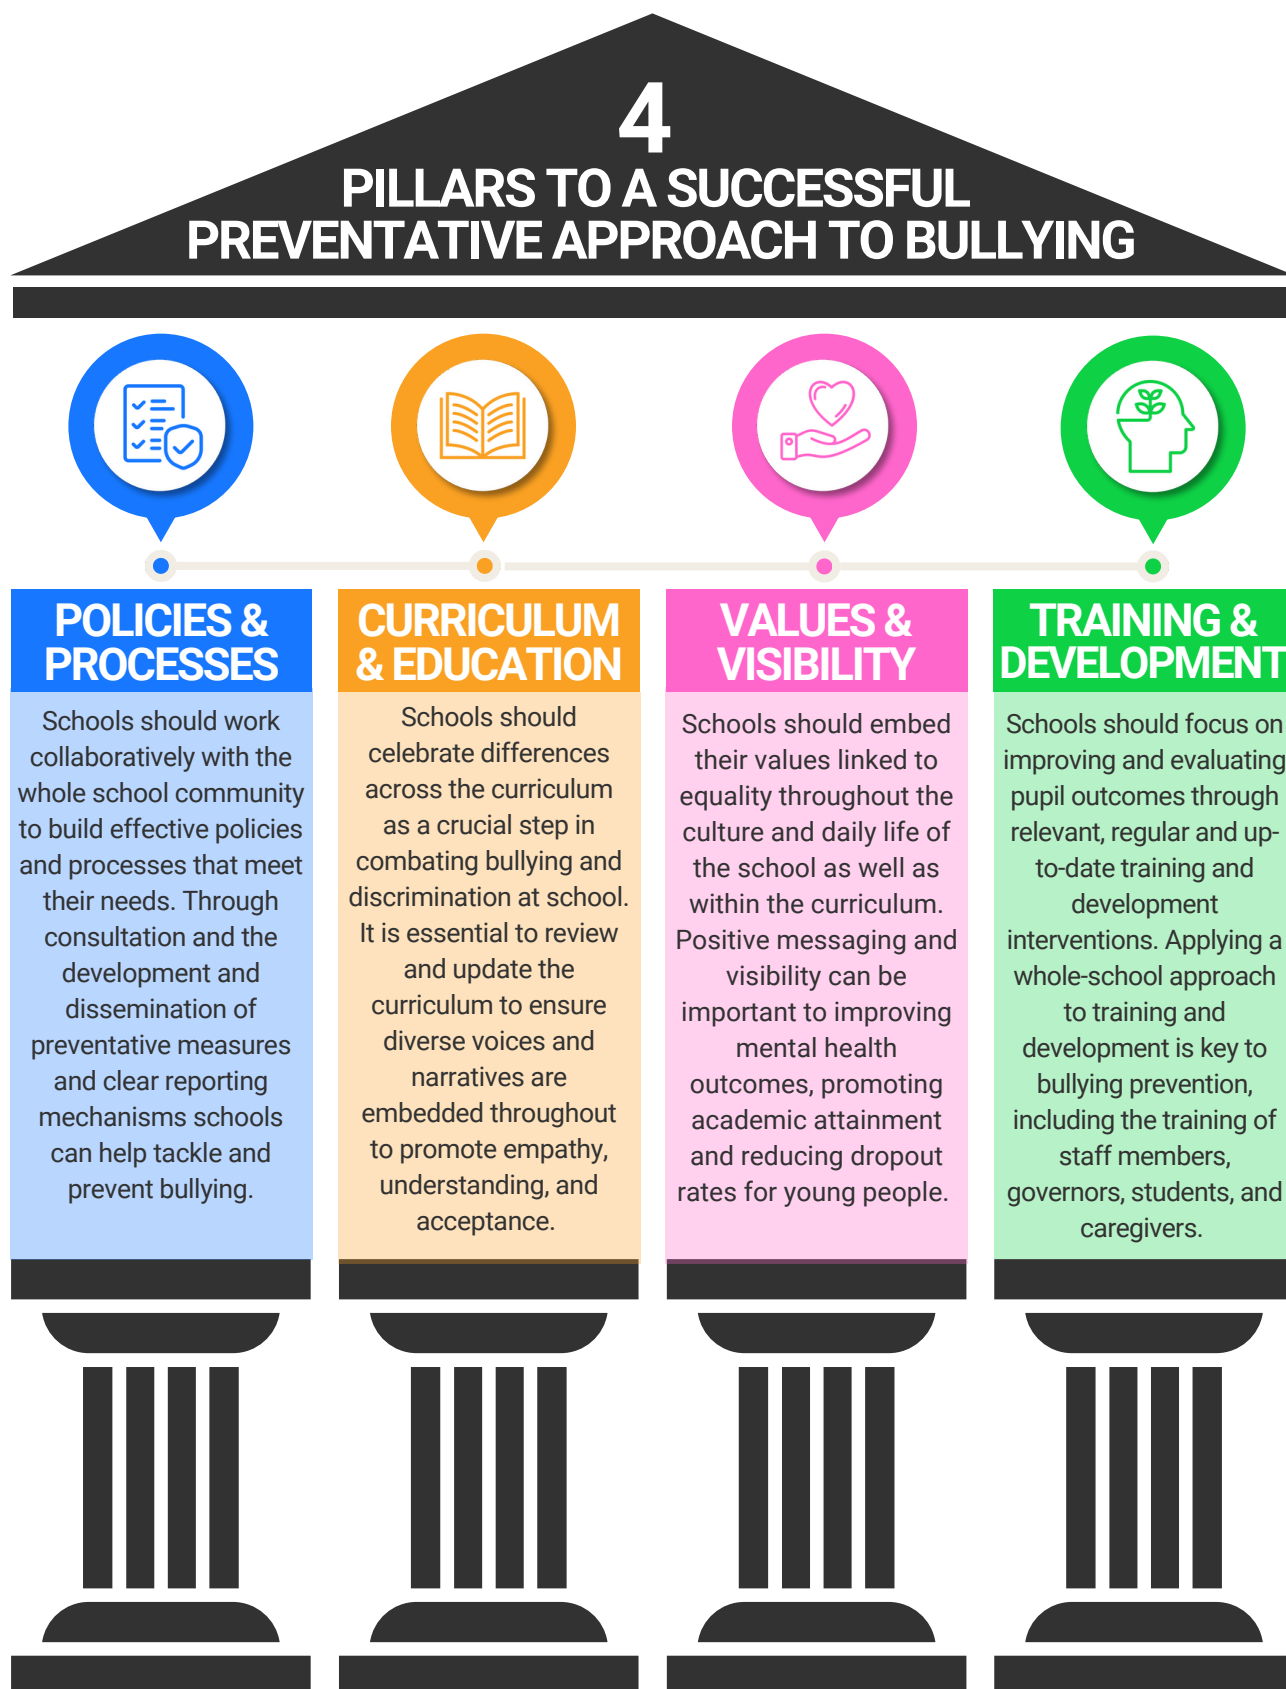 4
PILLARS TO A SUCCESSFUL
PREVENTATIVE APPROACH TO BULLYING
POLICIES &
PROCESSES
Schools should work
collaboratively with the
whole school community
to build effective policies
and processes that meet
their needs. Through
consultation and the
development and
dissemination of
preventative measures
and clear reporting
mechanisms schools
can help tackle and
prevent bullying.
CURRICULUM
& EDUCATION
Schools should
celebrate differences
across the curriculum
as a crucial step in
combating bullying and
discrimination at school.
It is essential to review
and update the
curriculum to ensure
diverse voices and
narratives are
embedded throughout
to promote empathy,
understanding, and
acceptance.
VALUES &
VISIBILITY
Schools should embed
their values linked to
equality throughout the
culture and daily life of
the school as well as
within the curriculum.
Positive messaging and
visibility can be
important to improving
mental health
outcomes, promoting
academic attainment
and reducing dropout
rates for young people.
TRAINING &
DEVELOPMENT
Schools should focus on
improving and evaluating
pupil outcomes through
relevant, regular and up-
to-date training and
development
interventions. Applying a
whole-school approach
to training and
development is key to
bullying prevention,
including the training of
staff members,
governors, students, and
caregivers.